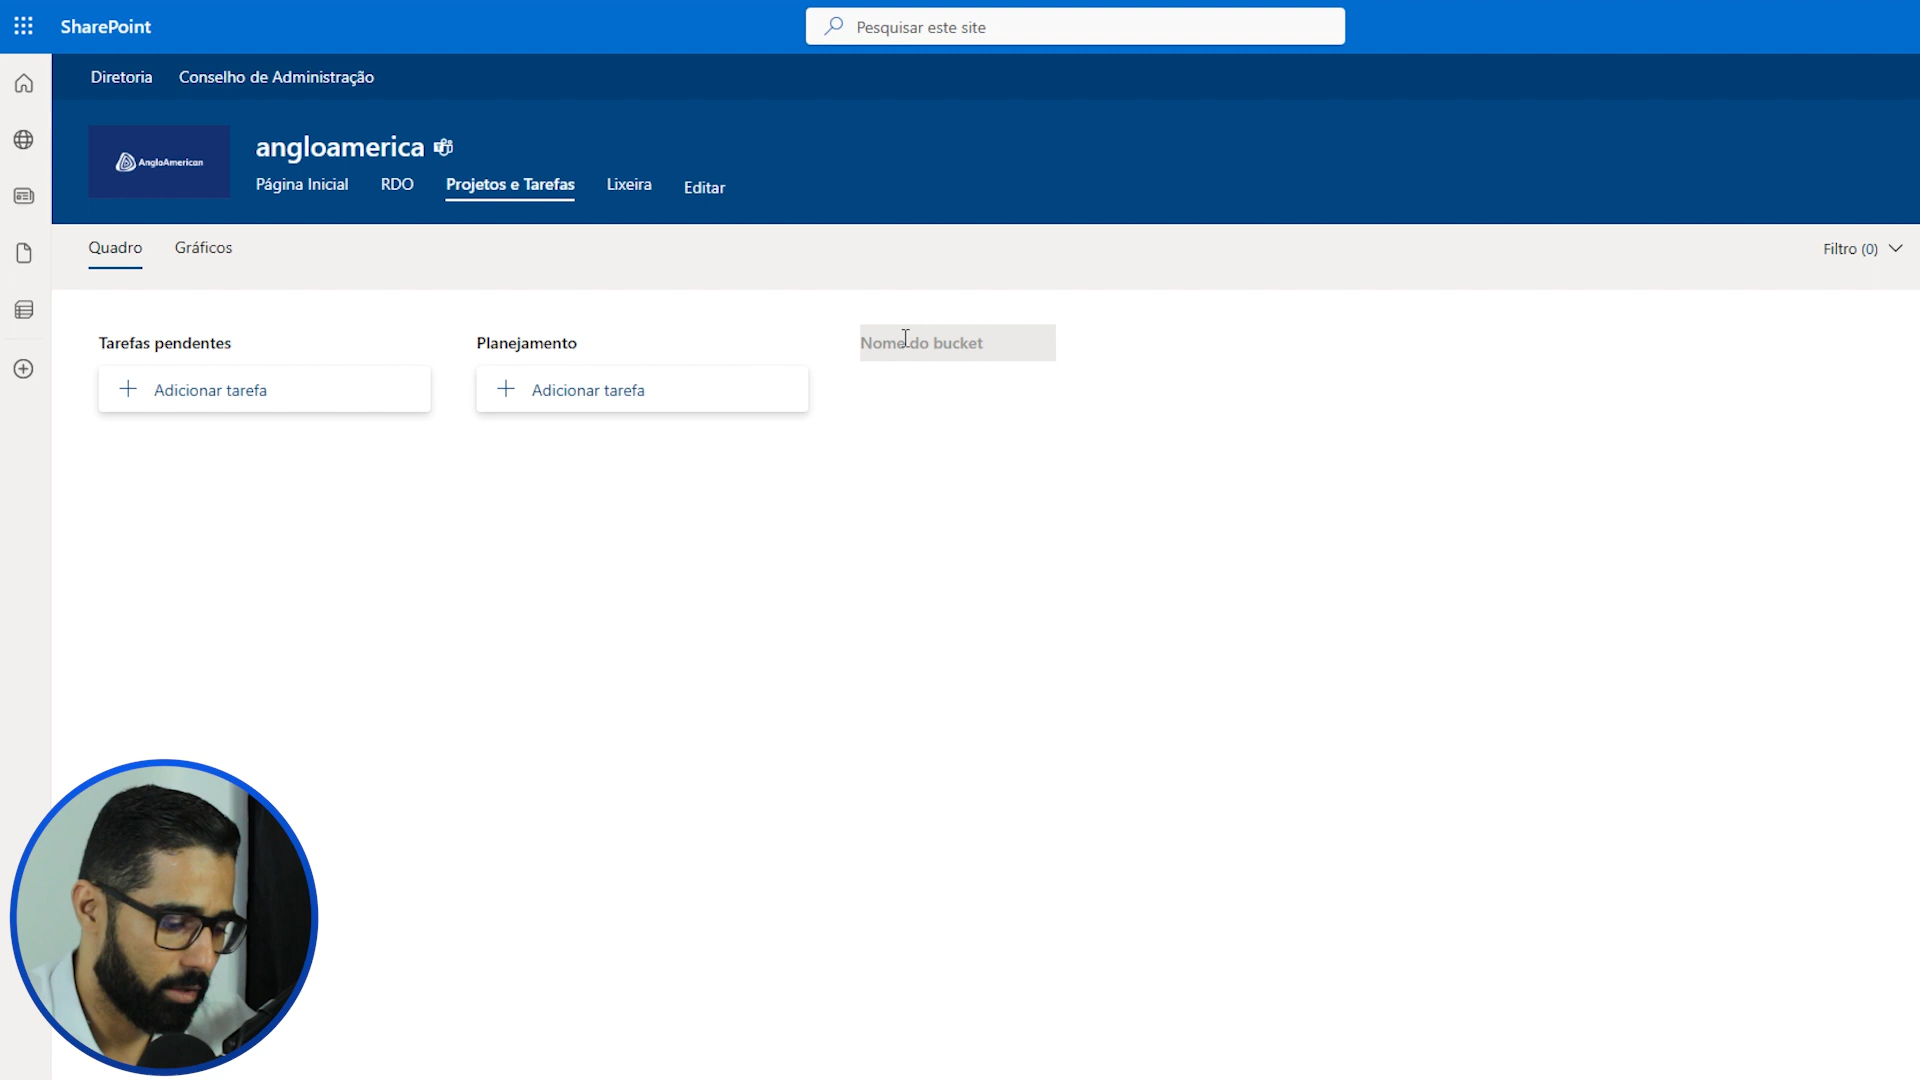 SharePoint
Pesquisar este site
Diretoria Conselho de Administração
AngloAmerican
angloamerica
Página Inicial RDO Projetos e Tarefas Lixeira Editar
Quadro Gráficos Filtro (0)
Tarefas pendentes Planejamento Nome do bucket
Adicionar tarefa Adicionar tarefa